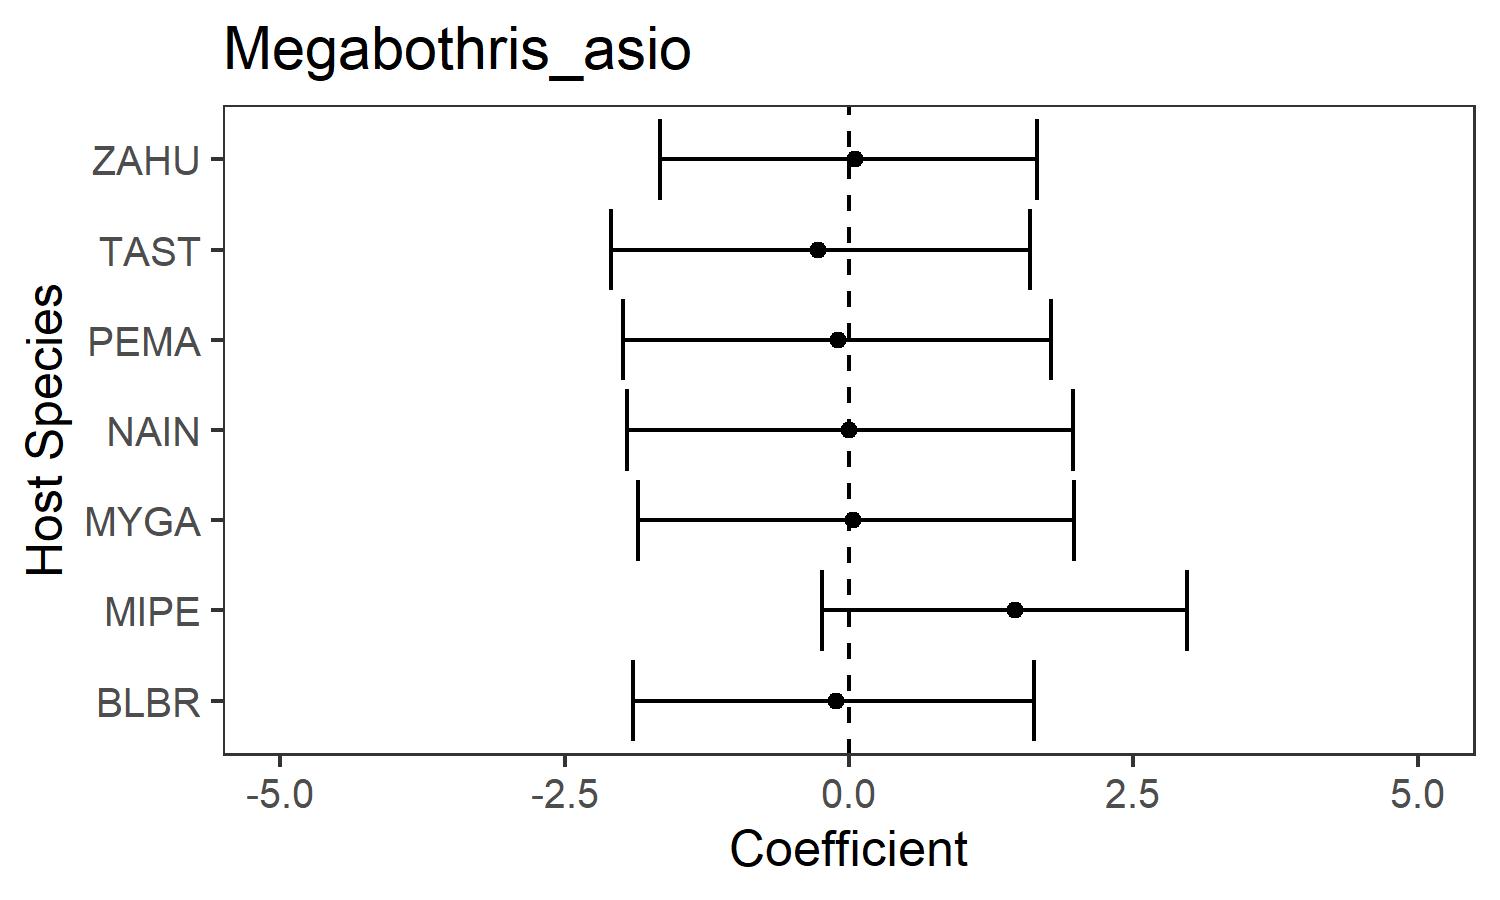 Megabothris_asio
Host Species
ZAHU
TAST
PEMA
NAIN
MYGA
MIPE
BLBR
-5.0 -2.5 0.0 2.5 5.0
Coefficient